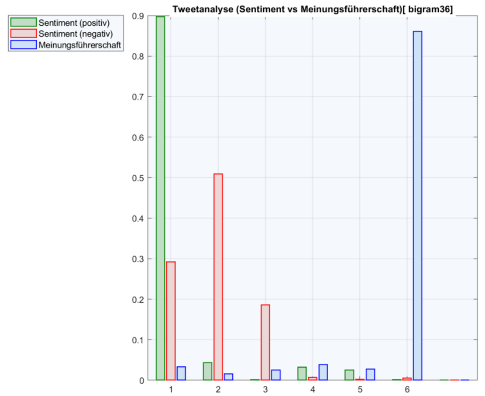 Tweetanalyse (Sentiment vs Meinungsführerschaft)[ bigram36]
Sentiment (positiv)
Sentiment (negativ)
Meinungsführerschaft
0.9
0.8
0.7
0.6
0.5
0.4
0.3
0.2
0.1
0
1 2 3 4 5 6